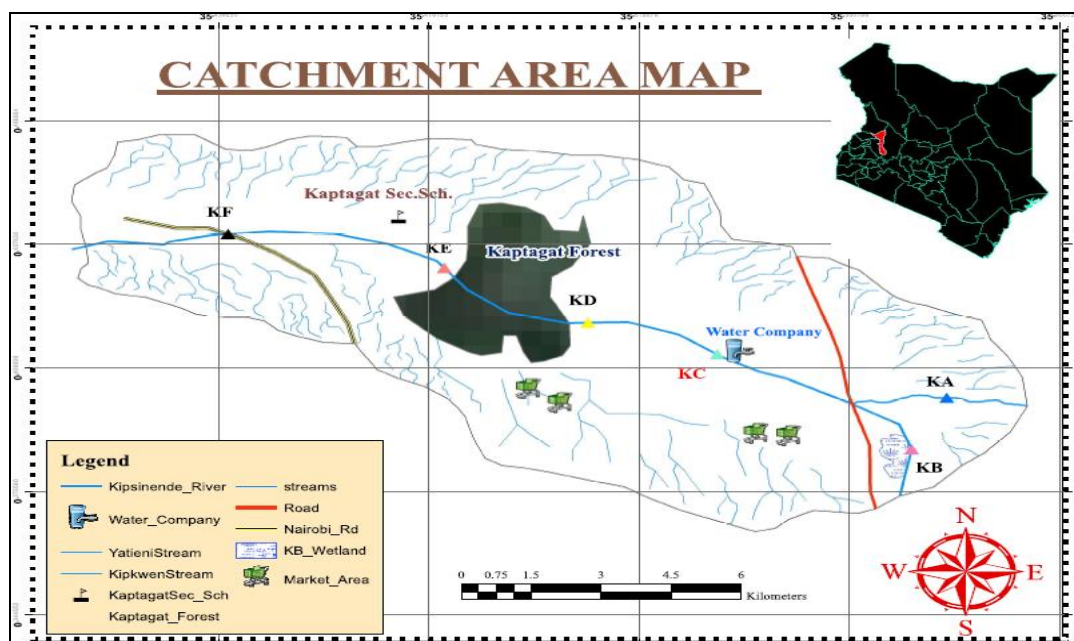 CATCHMENT AREA MAP
Kaptagat Sec.Sch.
KF
KE
Kaptagat Forest
KD
Water Company
KC
KA
KB
Legend
Kipsinende_River
streams
Water_Company
Road
Nairobi_Rd
YatieniStream
KB_Wetland
KipkwenStream
Market_Area
KaptagatSec_Sch
Kaptagat_Forest
0 0.75 1.5 3 4.5 6
Kilometers
N
W E
S